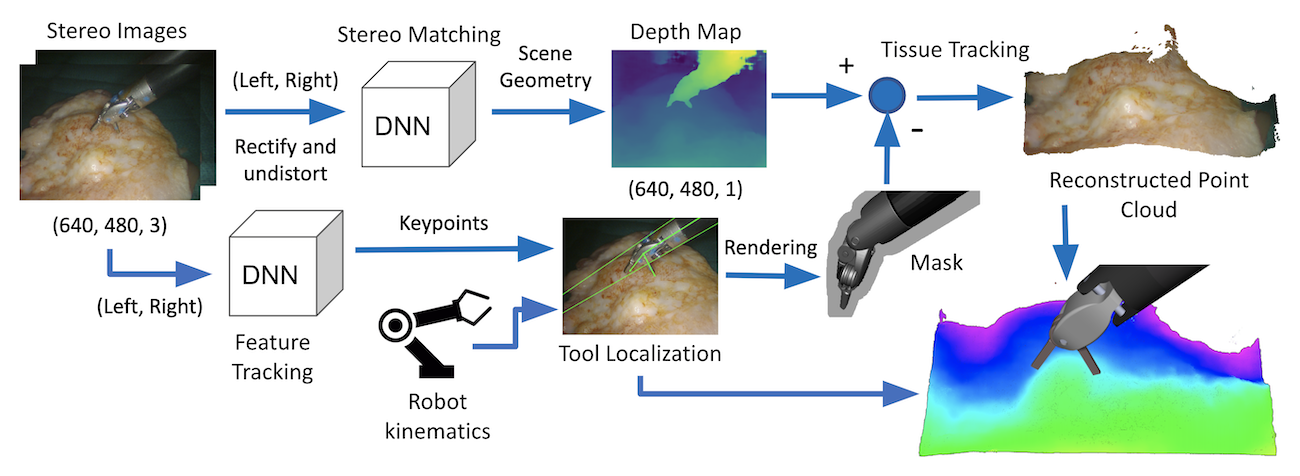 Stereo Images
(Left, Right)
Rectify and
undistort
(640, 480, 3)
Stereo Matching
DNN
Scene
Geometry
Depth Map
(640, 480, 1)
+
-
Tissue Tracking
Reconstructed Point
Cloud
(Left, Right)
DNN
Feature
Tracking
Keypoints
Robot
kinematics
Tool Localization
Rendering
Mask